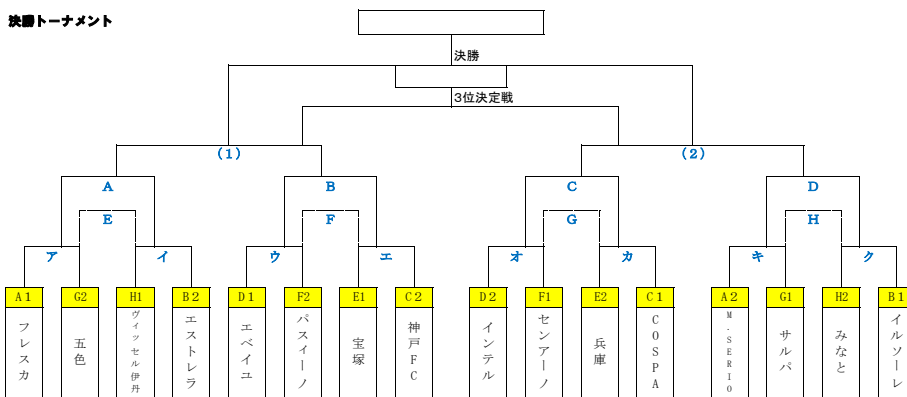 決勝トーナメント
決勝
3位決定戦
(1)
(2)
A
B
C
D
E
F
G
H
ア
イ
ウ
エ
オ
カ
キ
ク
A1
G2
H1
B2
D1
F2
E1
C2
D2
F1
E2
C1
A2
G1
H2
B1
フレスカ
五色
ヴィッセル伊丹
エストレラ
エベイユ
パスィーノ
宝塚
神戸FC
インテル
センアーノ
兵庫
COSPA
M.SERIO
サルパ
みなと
イルソーレ